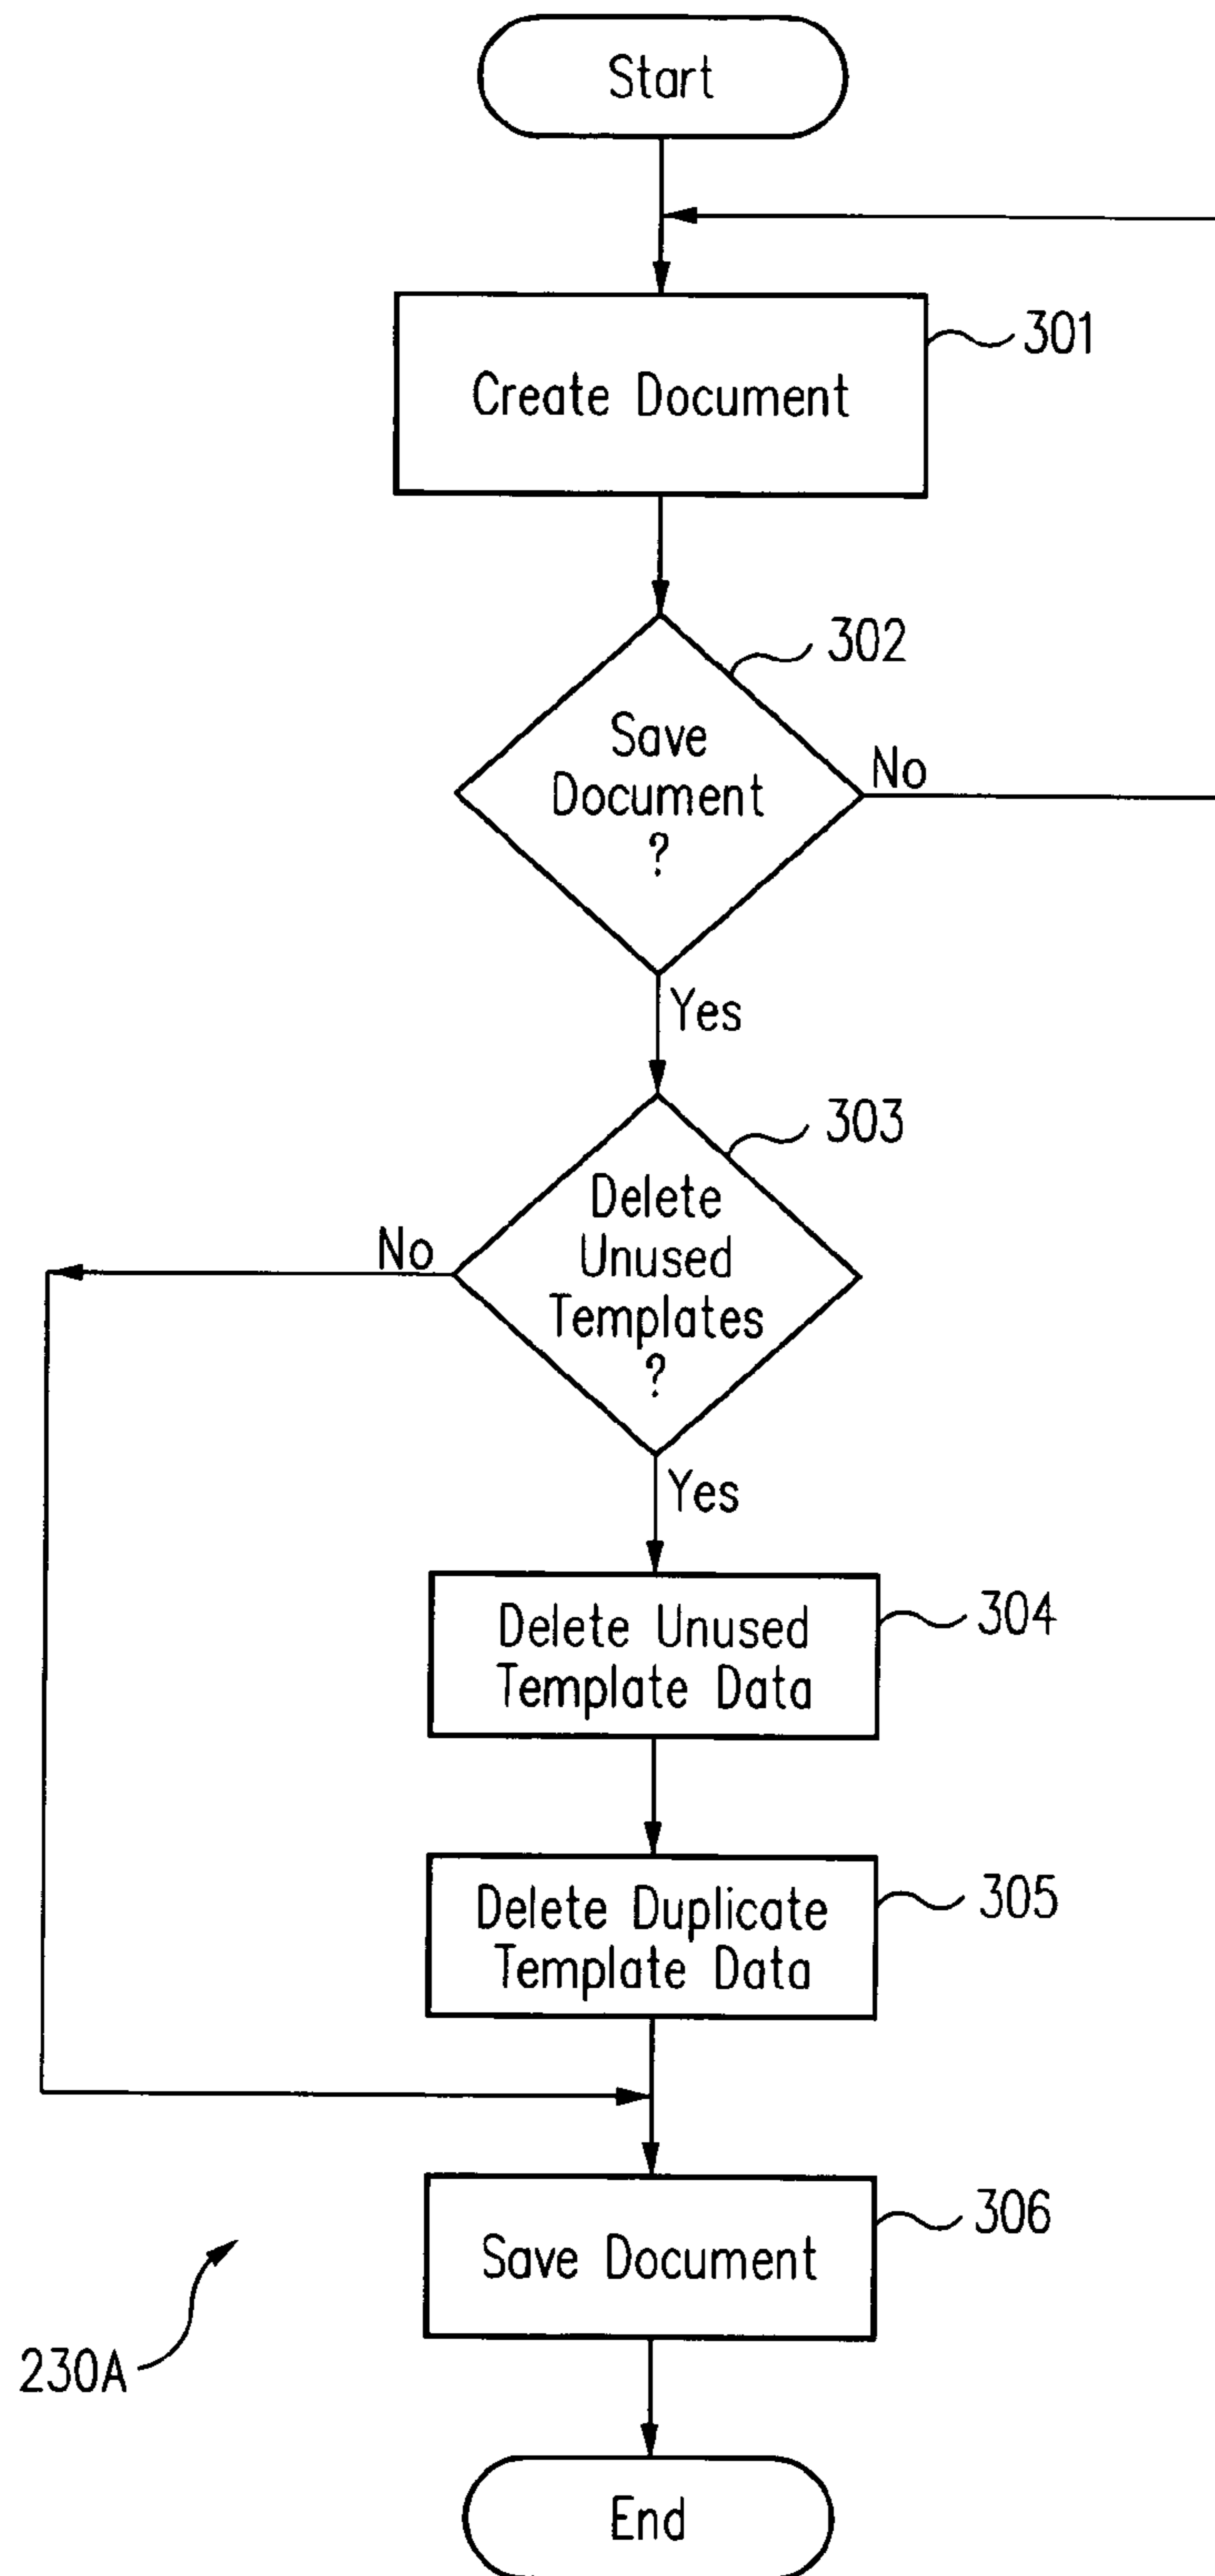 Start
Create Document
301
302
Save
Document
?
No
Yes
303
Delete
Unused
Templates
?
No
Yes
Delete Unused
Template Data
304
Delete Duplicate
Template Data
305
Save Document
306
230A
End